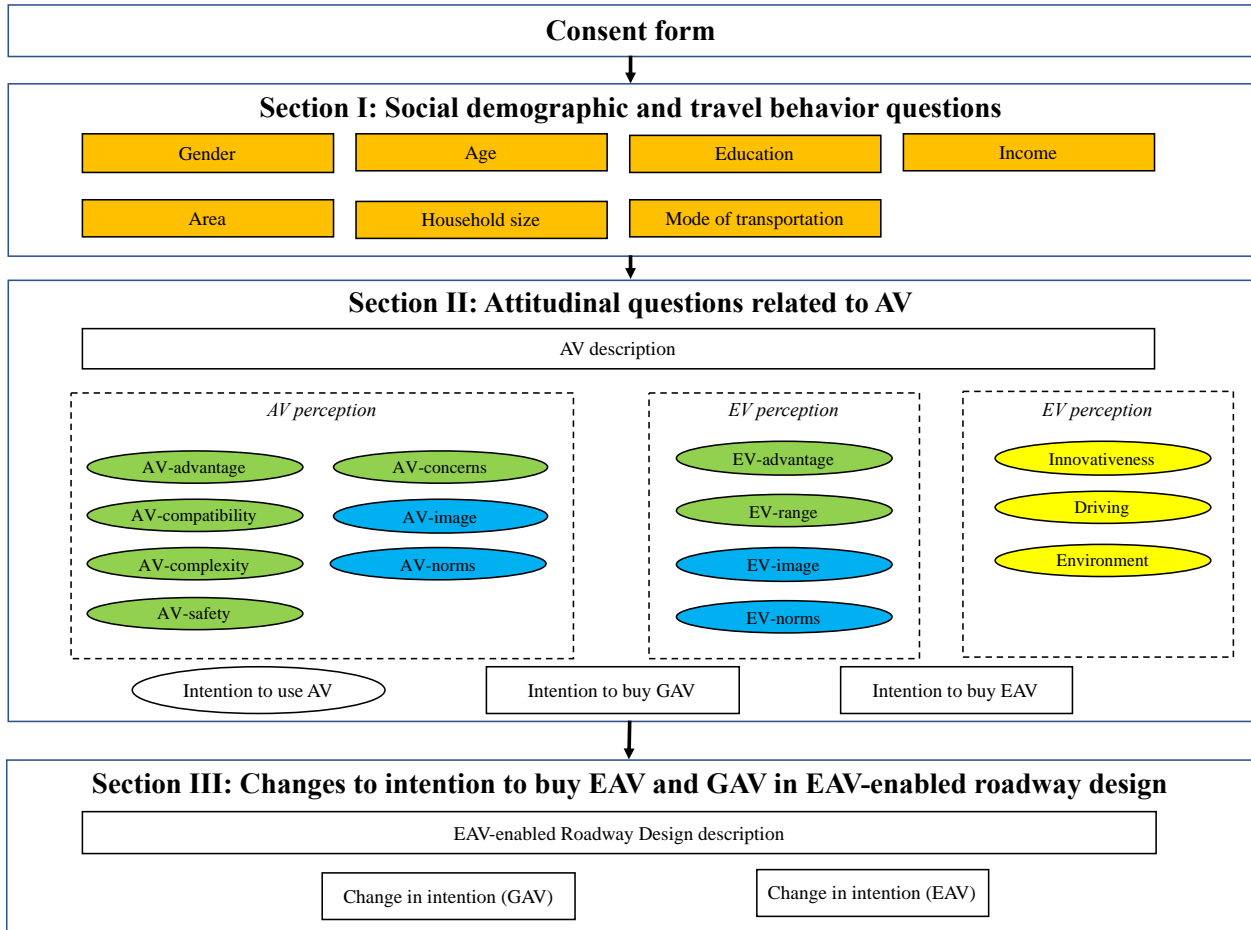 Consent form
Section I: Social demographic and travel behavior questions
Gender
Age
Education
Income
Area
Household size
Mode of transportation
Section II: Attitudinal questions related to AV
AV description
AV perception
AV-advantage
AV-concerns
AV-compatibility
AV-image
AV-complexity
AV-norms
AV-safety
EV perception
EV-advantage
EV-range
EV-image
EV-norms
EV perception
Innovativeness
Driving
Environment
Intention to use AV
Intention to buy GAV
Intention to buy EAV
Section III: Changes to intention to buy EAV and GAV in EAV-enabled roadway design
EAV-enabled Roadway Design description
Change in intention (GAV)
Change in intention (EAV)